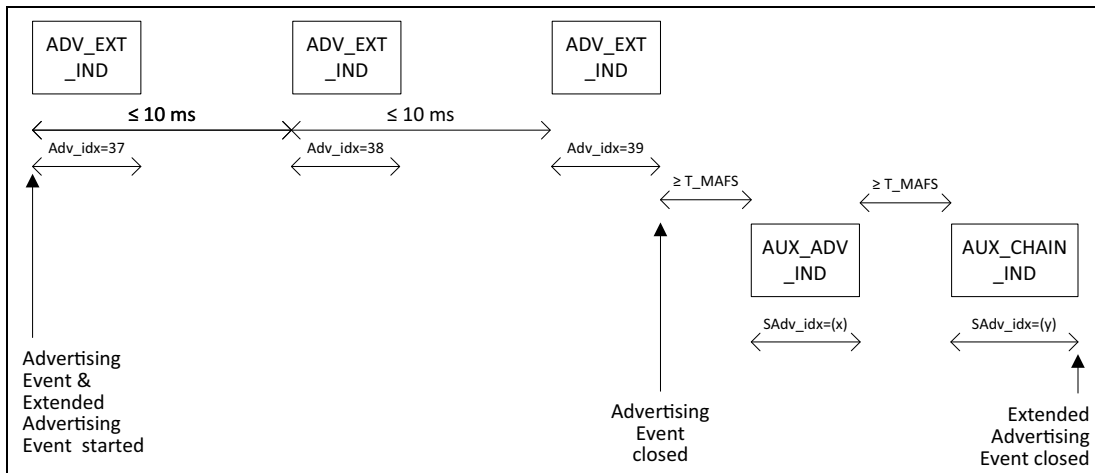 ADV_EXT
_IND
ADV_EXT
_IND
ADV_EXT
_IND
≤ 10 ms
≤ 10 ms
Adv_idx=37
Adv_idx=38
Adv_idx=39
≥ T_MAFS
≥ T_MAFS
AUX_ADV
_IND
AUX_CHAIN
_IND
SAdv_idx=(x)
SAdv_idx=(y)
Advertising
Event &
Extended
Advertising
Event started
Advertising
Event
closed
Extended
Advertising
Event closed